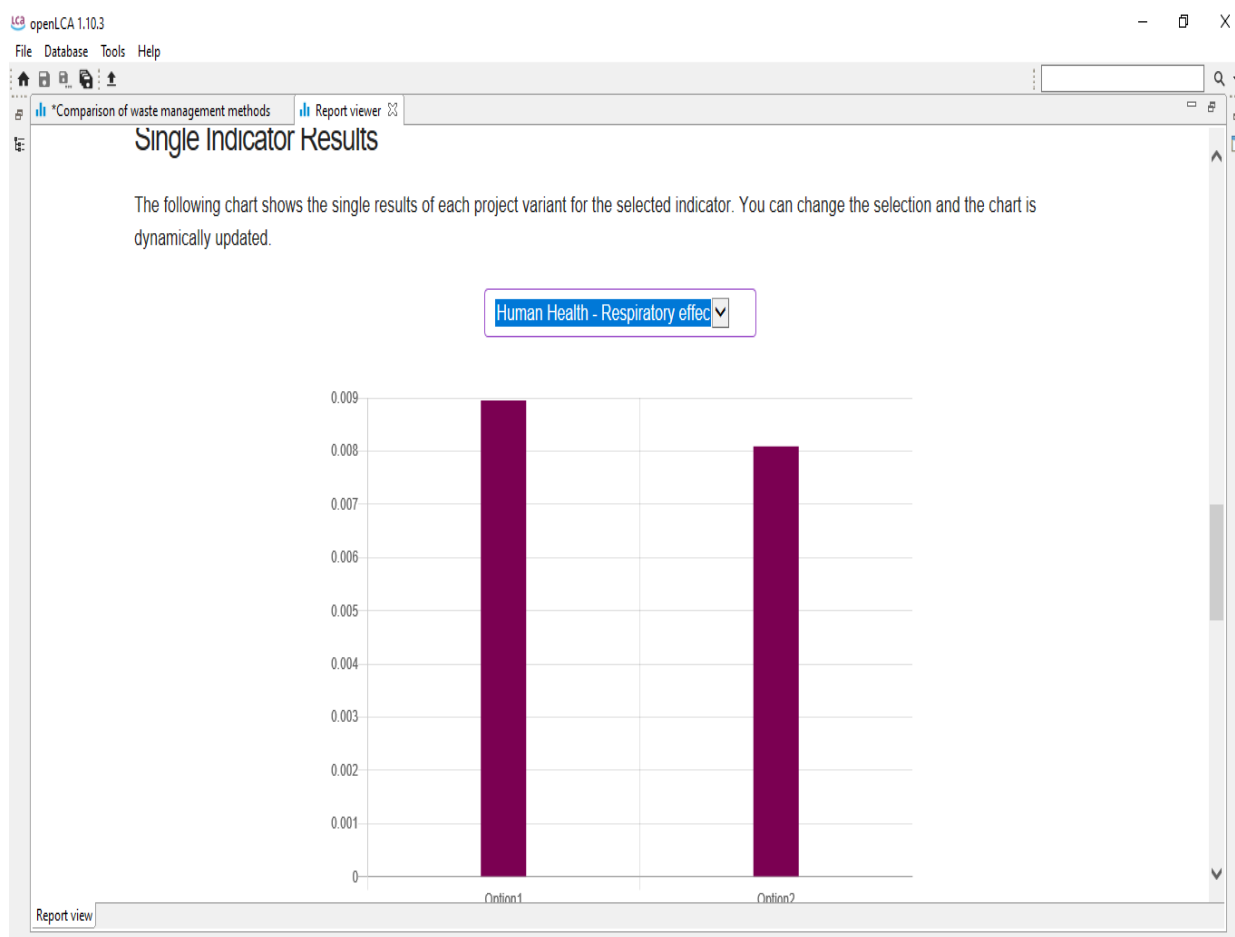 LCa openLCA 1.10.3
File Database Tools Help
*Comparison of waste management methods
Report viewer
Single Indicator Results
The following chart shows the single results of each project variant for the selected indicator. You can change the selection and the chart is
dynamically updated.
Human Health - Respiratory effec
0.009
0.008
0.007
0.006
0.005
0.004
0.003
0.002
0.001
0
Option1 Option2
Report view